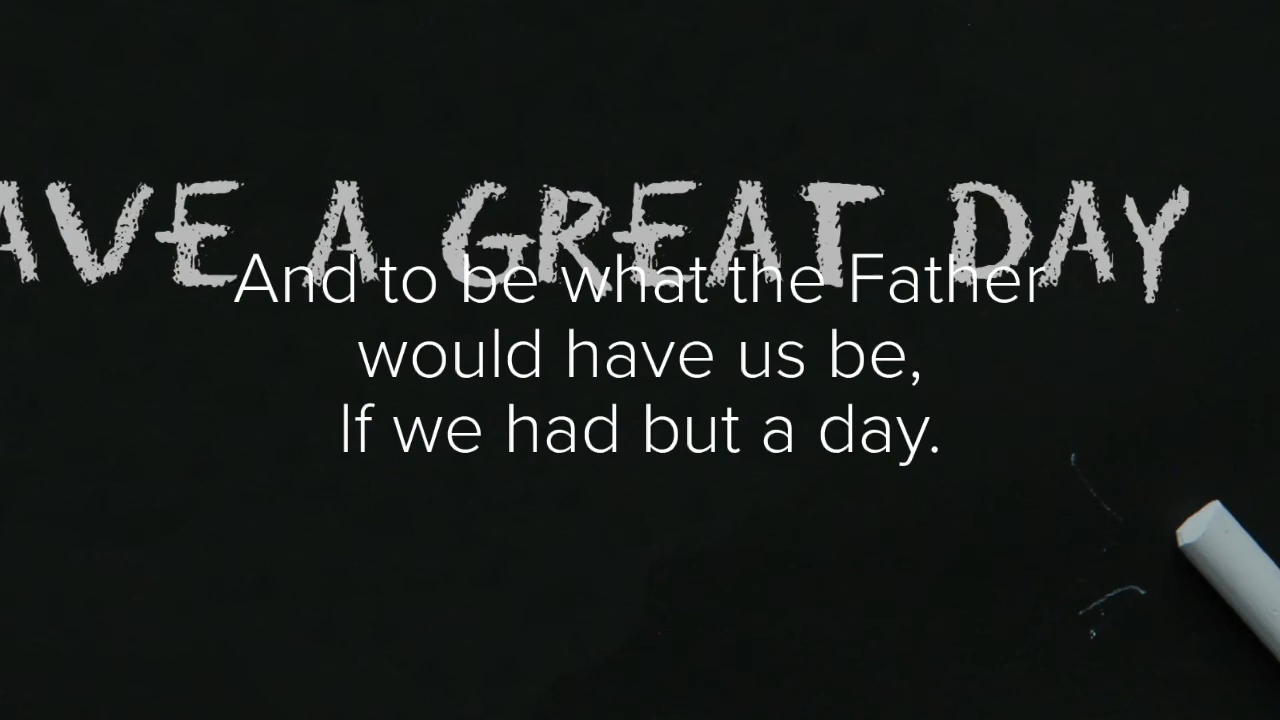 AVE A GREAT DAY
And to be what the Father
would have us be,
If we had but a day.